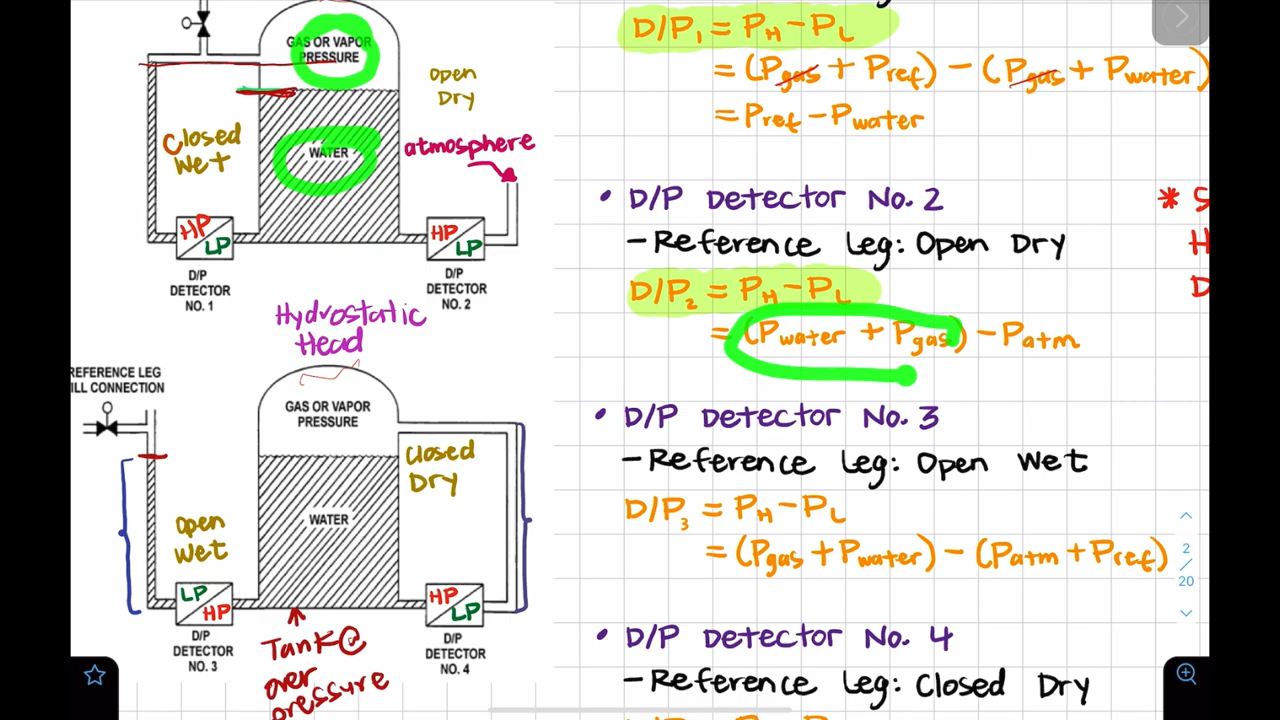 GAS OR VAPOR
PRESSURE
Open
Dry
Closed
Wet
WATER
atmosphere
HP
LP
HP
LP
D/P
DETECTOR
NO. 1
D/P
DETECTOR
NO. 2
Hydrostatic
Head
REFERENCE LEG
ILL CONNECTION
GAS OR VAPOR
PRESSURE
Closed
Dry
Open
Wet
WATER
LP
HP
HP
LP
D/P
DETECTOR
NO. 3
D/P
DETECTOR
NO. 4
Tank@
over
pressure
D/P₁ = PH - PL
= (Pgas + Pref) - (Pgas + Pwater)
= Pref - Pwater
• D/P Detector No. 2
- Reference Leg: Open Dry
D/P₂ = PH - PL
= (Pwater + Pgas) - Patm
• D/P Detector No. 3
- Reference Leg: Open Wet
D/P₃ = PH - PL
= (Pgas + Pwater) - (Patm + Pref)
• D/P Detector No. 4
- Reference Leg: Closed Dry
* S
H
D
2
/
20